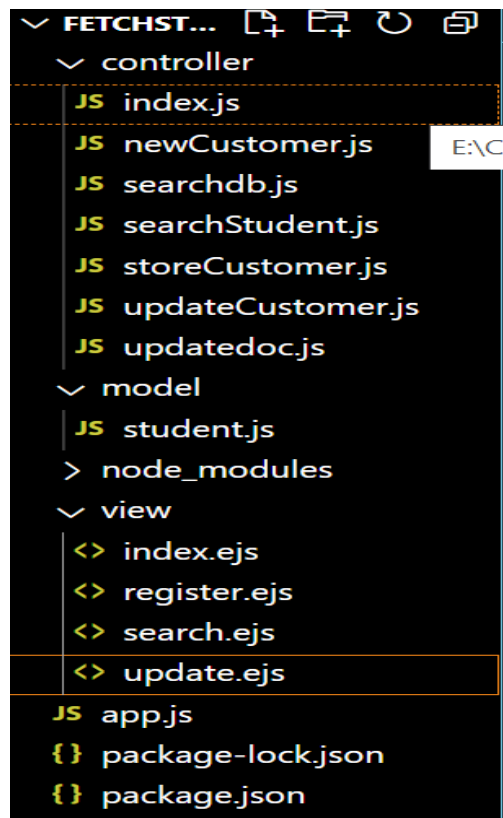 FETCHST...
controller
JS index.js
JS newCustomer.js
E:\C
JS searchdb.js
JS searchStudent.js
JS storeCustomer.js
JS updateCustomer.js
JS updatedoc.js
model
JS student.js
> node_modules
view
<> index.ejs
<> register.ejs
<> search.ejs
<> update.ejs
JS app.js
{} package-lock.json
{} package.json